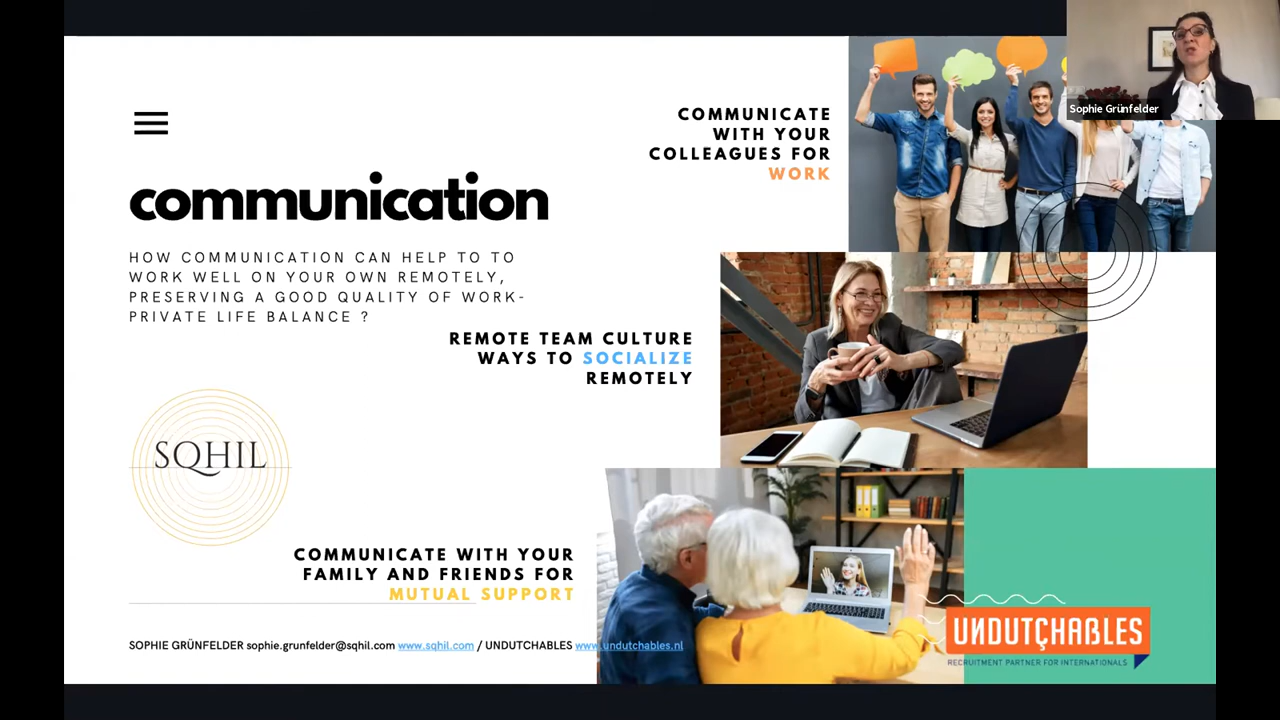 Sophie Grünfelder
COMMUNICATE
WITH YOUR
COLLEAGUES FOR
WORK
communication
HOW COMMUNICATION CAN HELP TO TO
WORK WELL ON YOUR OWN REMOTELY,
PRESERVING A GOOD QUALITY OF WORK-
PRIVATE LIFE BALANCE ?
REMOTE TEAM CULTURE
WAYS TO SOCIALIZE
REMOTELY
SQHIL
COMMUNICATE WITH YOUR
FAMILY AND FRIENDS FOR
MUTUAL SUPPORT
SOPHIE GRÜNFELDER sophie.grunfelder@sqhil.com www.sqhil.com / UNDUTCHABLES www.undutchables.nl
UNDUTÇHABLES
RECRUITMENT PARTNER FOR INTERNATIONALS